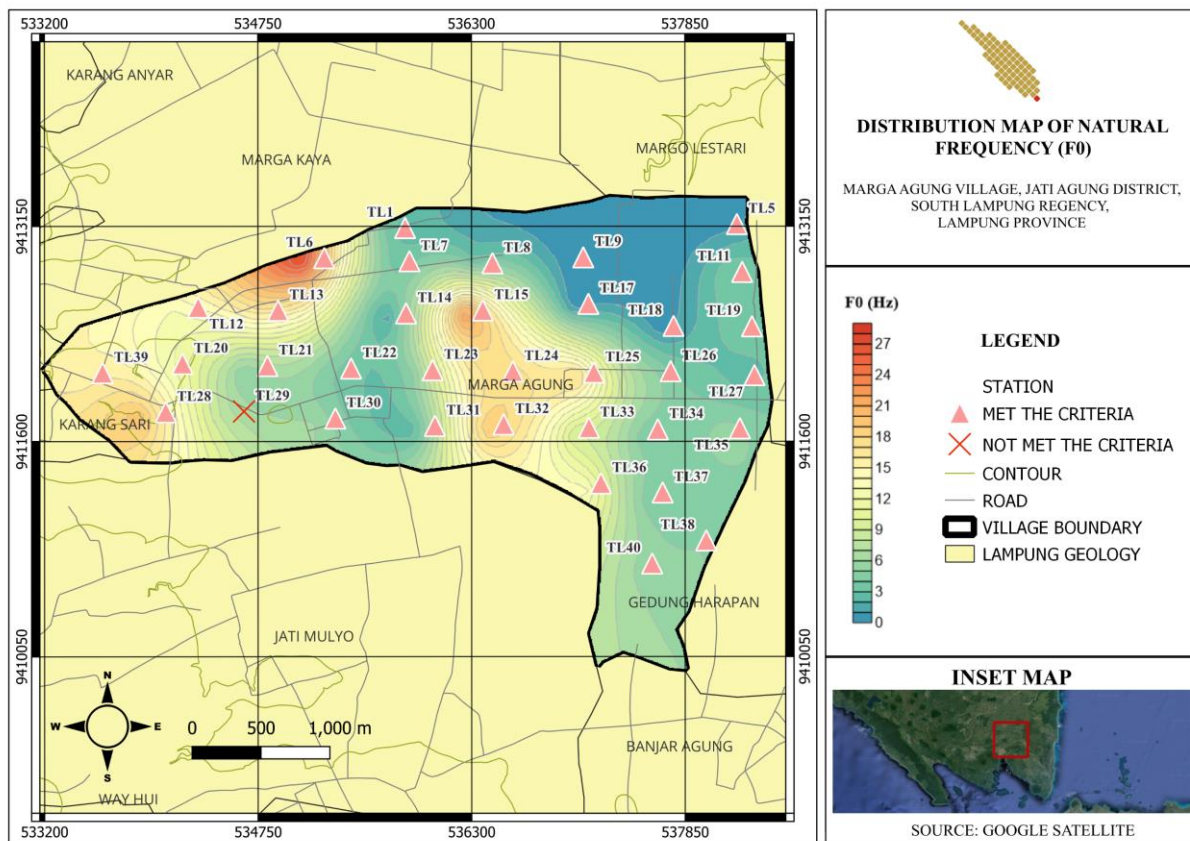 533200
534750
536300
537850
KARANG ANYAR
MARGA KAYA
MARGO LESTARI
9413150
9413150
TL1
TL5
TL6
TL7
TL8
TL9
TL11
TL13
TL14
TL15
TL17
TL18
TL19
TL12
TL39
TL20
TL21
TL22
TL23
TL24
TL25
TL26
MARGA AGUNG
TL27
TL28
TL29
TL30
TL31
TL32
TL33
TL34
TL35
KARANG SARI
9411600
9411600
TL36
TL37
TL38
TL40
GEDUNG HARAPAN
JATI MULYO
9410050
9410050
N
W
E
S
0 500 1,000 m
BANJAR AGUNG
WAY HUI
533200
534750
536300
537850
DISTRIBUTION MAP OF NATURAL
FREQUENCY (F0)
MARGA AGUNG VILLAGE, JATI AGUNG DISTRICT,
SOUTH LAMPUNG REGENCY,
LAMPUNG PROVINCE
F0 (Hz)
27
24
21
18
15
12
9
6
3
0
LEGEND
STATION
MET THE CRITERIA
NOT MET THE CRITERIA
CONTOUR
ROAD
VILLAGE BOUNDARY
LAMPUNG GEOLOGY
INSET MAP
SOURCE: GOOGLE SATELLITE